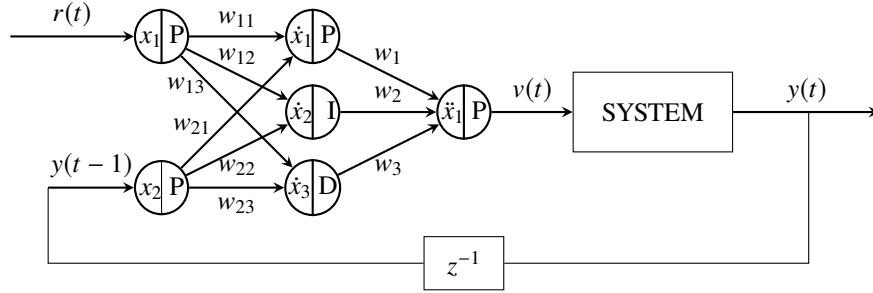 r(t)
x₁ P
w₁₁
ẋ₁ P
w₁₂
w₁
w₁₃
ẋ₂ I
w₂
ẍ₁ P
v(t)
SYSTEM
y(t)
w₂₁
y(t − 1)
w₂₂
w₃
x₂ P
ẋ₃ D
w₂₃
z⁻¹